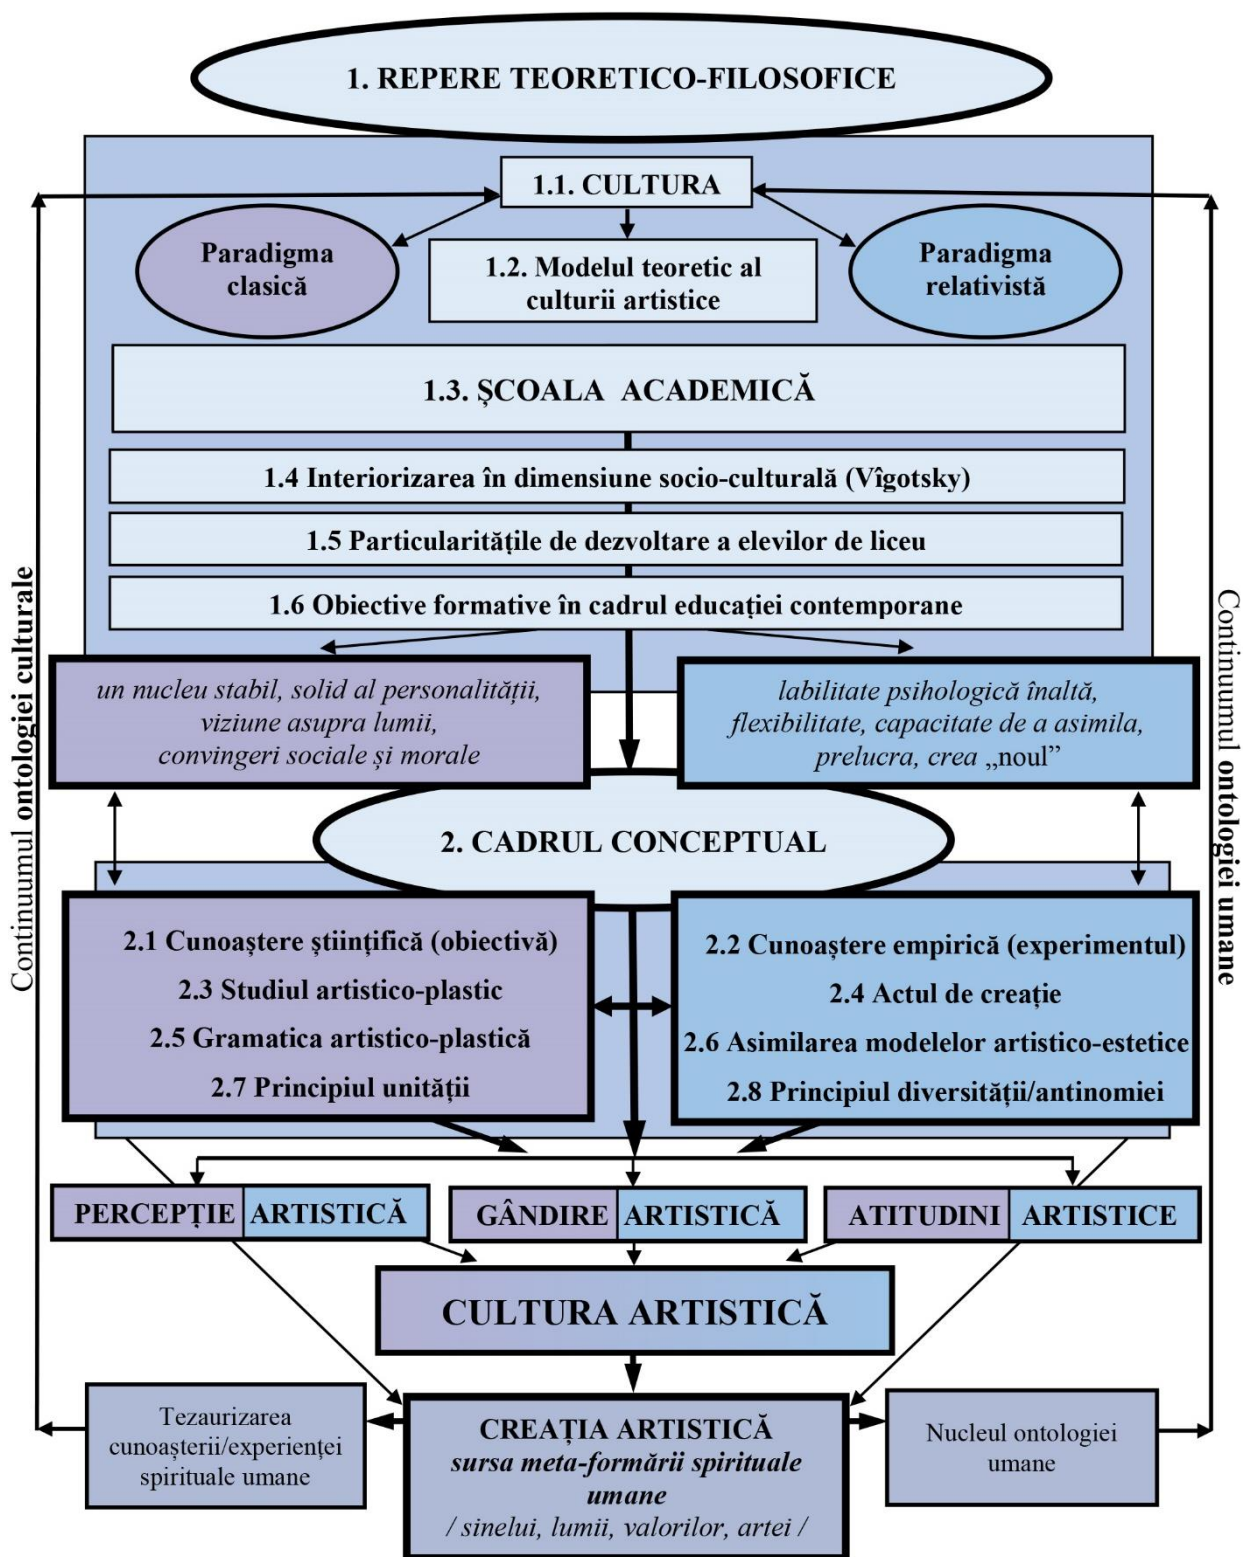 1. REPERE TEORETICO-FILOSOFICE
1.1. CULTURA
Paradigma
clasică
1.2. Modelul teoretic al
culturii artistice
Paradigma
relativistă
1.3. ȘCOALA ACADEMICĂ
1.4 Interiorizarea în dimensiune socio-culturală (Vîgotsky)
1.5 Particularitățile de dezvoltare a elevilor de liceu
1.6 Obiective formative în cadrul educației contemporane
Continuumul ontologiei culturale
Continuumul ontologiei umane
un nucleu stabil, solid al personalității,
viziune asupra lumii,
convingeri sociale și morale
labilitate psihologică înaltă,
flexibilitate, capacitate de a asimila,
prelucra, crea „noul”
2. CADRUL CONCEPTUAL
2.1 Cunoaștere științifică (obiectivă)
2.3 Studiul artistico-plastic
2.5 Gramatica artistico-plastică
2.7 Principiul unității
2.2 Cunoaștere empirică (experimentul)
2.4 Actul de creație
2.6 Asimilarea modelelor artistico-estetice
2.8 Principiul diversității/antinomiei
PERCEPȚIE ARTISTICĂ
GÂNDIRE ARTISTICĂ
ATITUDINI ARTISTICE
CULTURA ARTISTICĂ
Tezaurizarea
cunoașterii/experienței
spirituale umane
CREAȚIA ARTISTICĂ
sursa meta-formării spirituale
umane
/ sinelui, lumii, valorilor, artei /
Nucleul ontologiei
umane